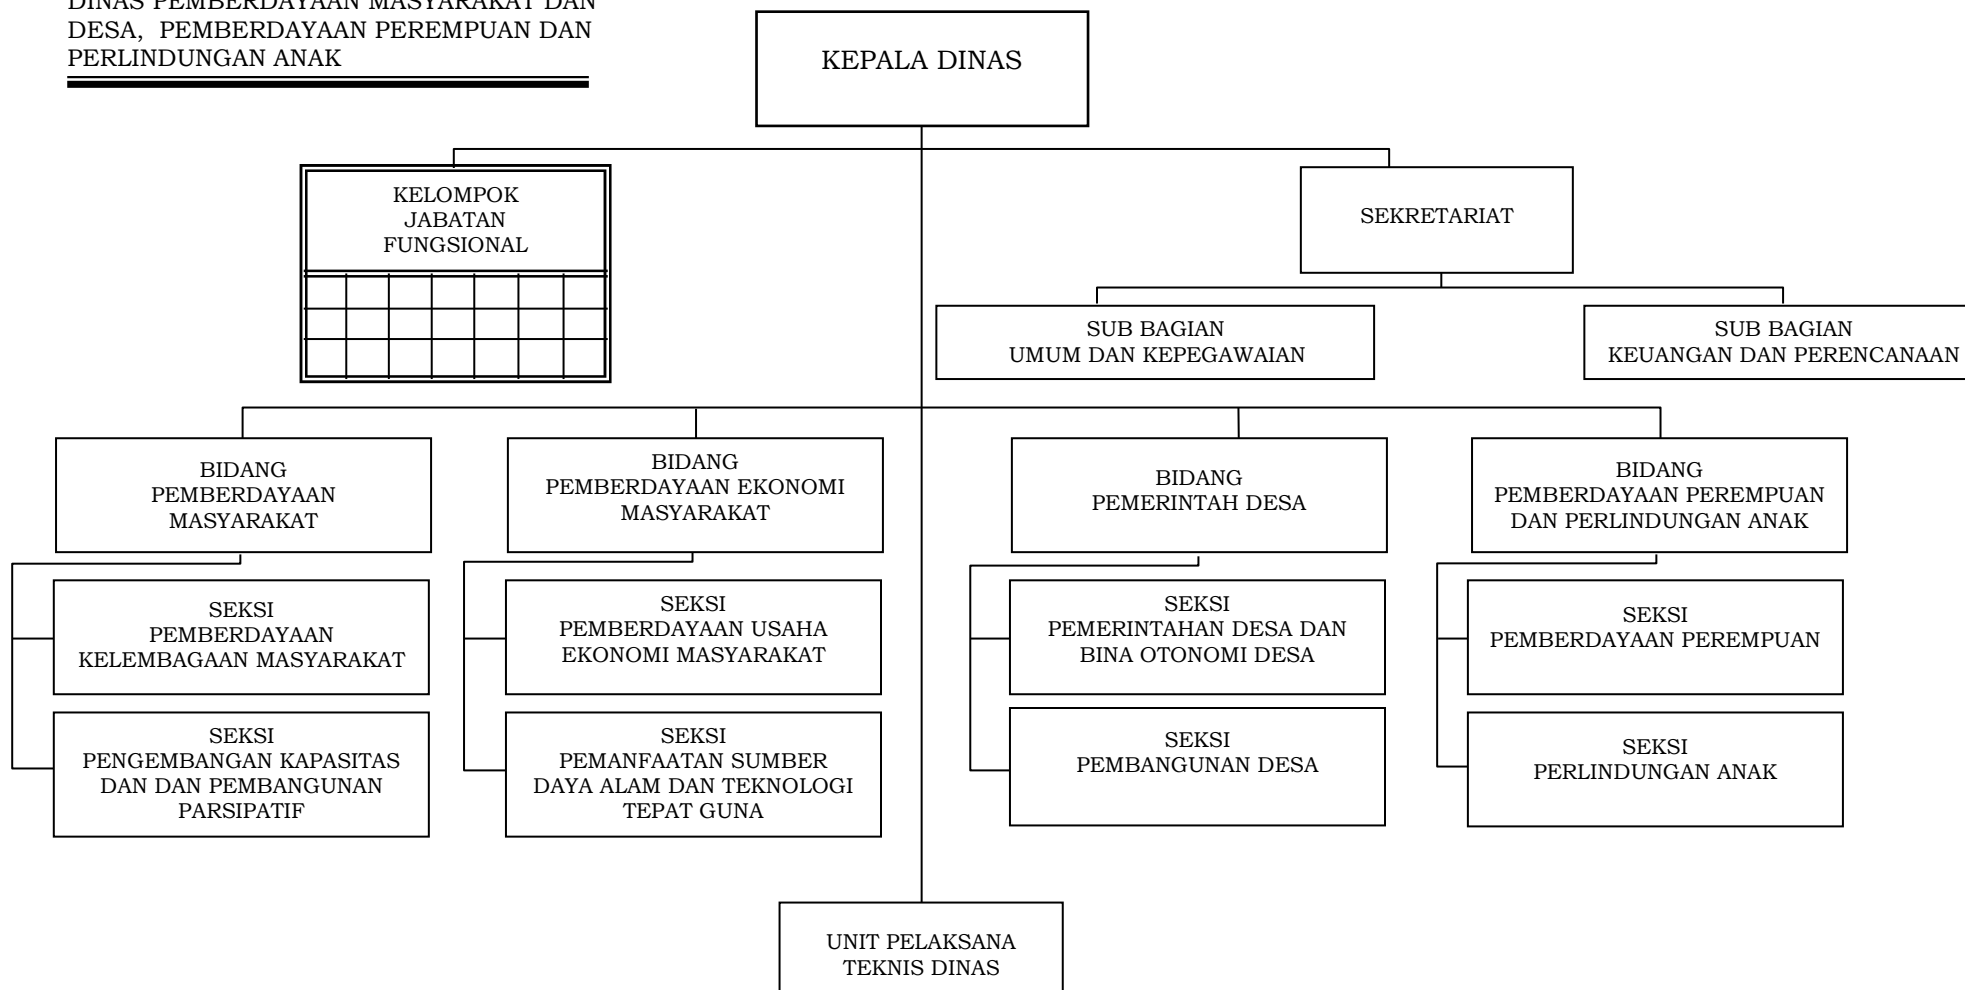 DINAS PEMBERDAYAAN MASYARAKAT DAN
DESA, PEMBERDAYAAN PEREMPUAN DAN
PERLINDUNGAN ANAK
KEPALA DINAS
KELOMPOK
JABATAN
FUNGSIONAL
SEKRETARIAT
SUB BAGIAN
UMUM DAN KEPEGAWAIAN
SUB BAGIAN
KEUANGAN DAN PERENCANAAN
BIDANG
PEMBERDAYAAN
MASYARAKAT
BIDANG
PEMBERDAYAAN EKONOMI
MASYARAKAT
BIDANG
PEMERINTAH DESA
BIDANG
PEMBERDAYAAN PEREMPUAN
DAN PERLINDUNGAN ANAK
SEKSI
PEMBERDAYAAN
KELEMBAGAAN MASYARAKAT
SEKSI
PEMBERDAYAAN USAHA
EKONOMI MASYARAKAT
SEKSI
PEMERINTAHAN DESA DAN
BINA OTONOMI DESA
SEKSI
PEMBERDAYAAN PEREMPUAN
SEKSI
PENGEMBANGAN KAPASITAS
DAN DAN PEMBANGUNAN
PARSIPATIF
SEKSI
PEMANFAATAN SUMBER
DAYA ALAM DAN TEKNOLOGI
TEPAT GUNA
SEKSI
PEMBANGUNAN DESA
SEKSI
PERLINDUNGAN ANAK
UNIT PELAKSANA
TEKNIS DINAS